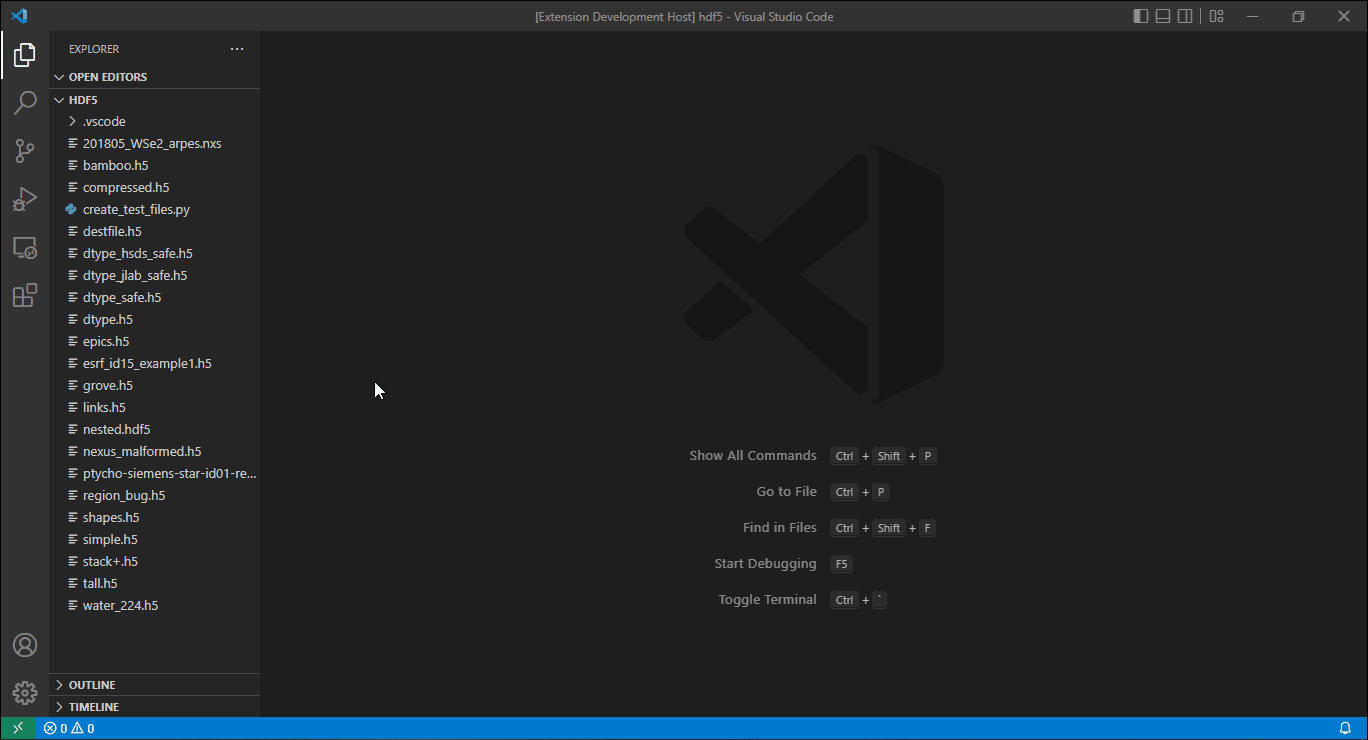 [Extension Development Host] hdf5 - Visual Studio Code
EXPLORER
OPEN EDITORS
HDF5
.vscode
201805_WSe2_arpes.nxs
bamboo.h5
compressed.h5
create_test_files.py
destfile.h5
dtype_hsds_safe.h5
dtype_jlab_safe.h5
dtype_safe.h5
dtype.h5
epics.h5
esrf_id15_example1.h5
grove.h5
links.h5
nested.hdf5
nexus_malformed.h5
ptycho-siemens-star-id01-re...
region_bug.h5
shapes.h5
simple.h5
stack+.h5
tall.h5
water_224.h5
OUTLINE
TIMELINE
Show All Commands Ctrl + Shift + P
Go to File Ctrl + P
Find in Files Ctrl + Shift + F
Start Debugging F5
Toggle Terminal Ctrl + `
0 0